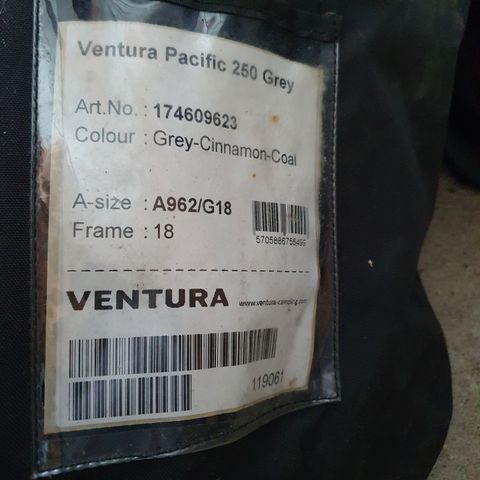 Ventura Pacific 250 Grey
Art.No. : 174609623
Colour : Grey-Cinnamon-Coal
A-size : A962/G18
Frame : 18
5705886755499
VENTURA
www.ventura-camping.com
119061